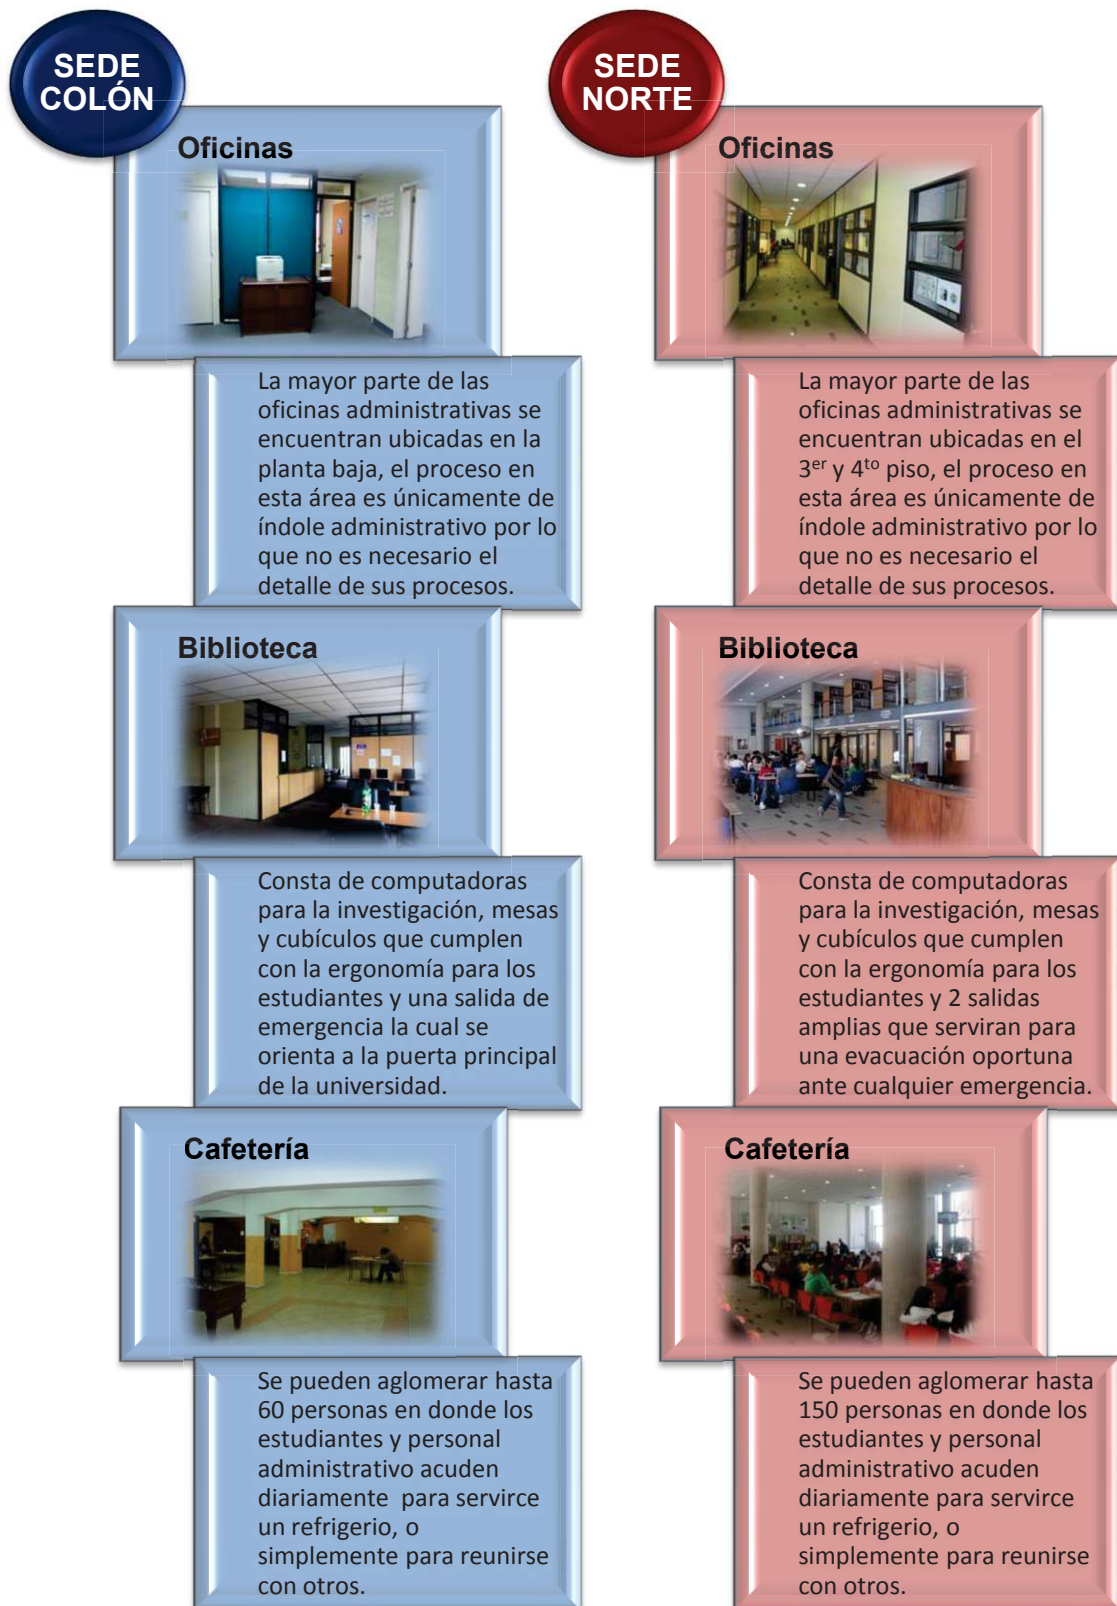 SEDE
COLÓN
Oficinas
La mayor parte de las
oficinas administrativas se
encuentran ubicadas en la
planta baja, el proceso en
esta área es únicamente de
índole administrativo por lo
que no es necesario el
detalle de sus procesos.
Biblioteca
Consta de computadoras
para la investigación, mesas
y cubículos que cumplen
con la ergonomía para los
estudiantes y una salida de
emergencia la cual se
orienta a la puerta principal
de la universidad.
Cafetería
Se pueden aglomerar hasta
60 personas en donde los
estudiantes y personal
administrativo acuden
diariamente  para servirce
un refrigerio, o
simplemente para reunirse
con otros.
SEDE
NORTE
Oficinas
La mayor parte de las
oficinas administrativas se
encuentran ubicadas en el
3er y 4to piso, el proceso en
esta área es únicamente de
índole administrativo por lo
que no es necesario el
detalle de sus procesos.
Biblioteca
Consta de computadoras
para la investigación, mesas
y cubículos que cumplen
con la ergonomía para los
estudiantes y 2 salidas
amplias que serviran para
una evacuación oportuna
ante cualquier emergencia.
Cafetería
Se pueden aglomerar hasta
150 personas en donde los
estudiantes y personal
administrativo acuden
diariamente para servirce
un refrigerio, o
simplemente para reunirse
con otros.